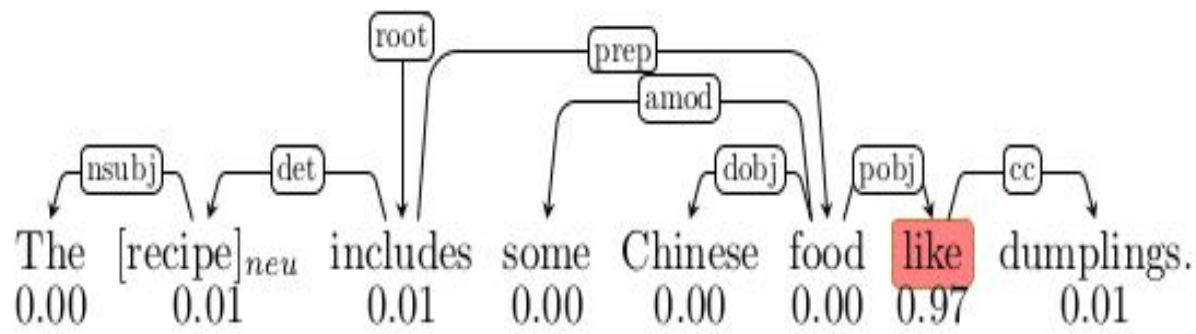 root
prep
amod
nsubj det dobj pobj cc
The [recipe]neu includes some Chinese food like dumplings.
0.00 0.01 0.01 0.00 0.00 0.00 0.97 0.01